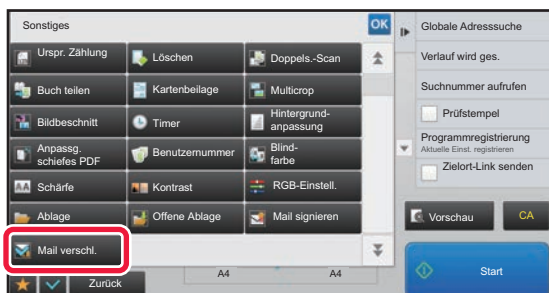 Sonstiges
OK
Urspr. Zählung
Löschen
Doppels.-Scan
Buch teilen
Kartenbeilage
Multicrop
Bildbeschnitt
Timer
Hintergrund-
anpassung
Anpassg.
schiefes PDF
Benutzernummer
Blind-
farbe
Schärfe
Kontrast
RGB-Einstell.
Ablage
Offene Ablage
Mail signieren
Mail verschl.
Zurück
A4
A4
Globale Adresssuche
Verlauf wird ges.
Suchnummer aufrufen
Prüfstempel
Programmregistrierung
Aktuelle Einst. registrieren
Zielort-Link senden
Vorschau
CA
Start